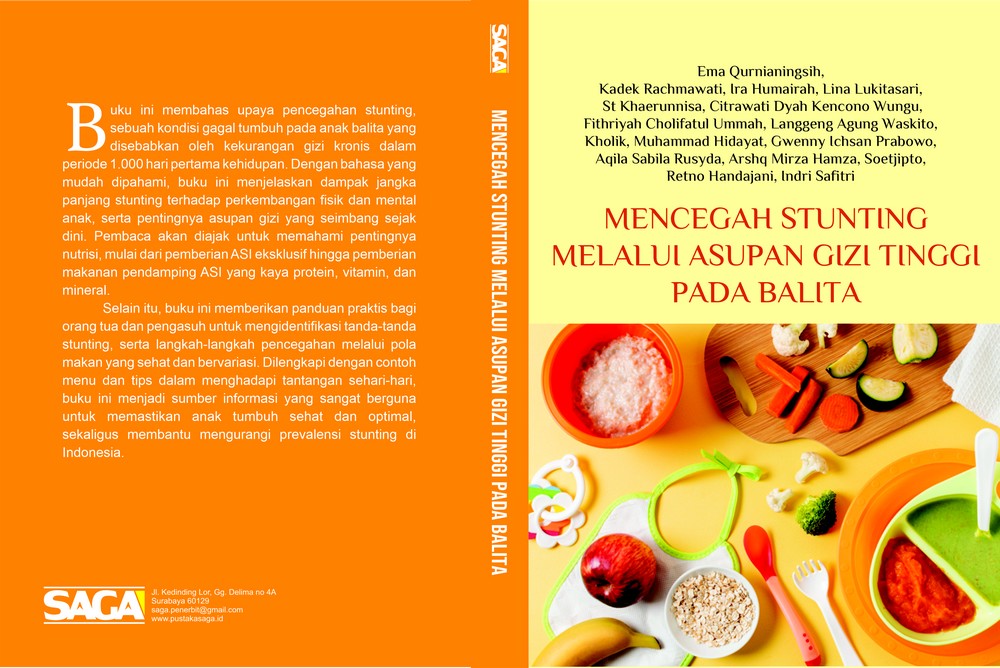 Buku ini membahas upaya pencegahan stunting,
sebuah kondisi gagal tumbuh pada anak balita yang
disebabkan oleh kekurangan gizi kronis dalam
periode 1.000 hari pertama kehidupan. Dengan bahasa yang
mudah dipahami, buku ini menjelaskan dampak jangka
panjang stunting terhadap perkembangan fisik dan mental
anak, serta pentingnya asupan gizi yang seimbang sejak
dini. Pembaca akan diajak untuk memahami pentingnya
nutrisi, mulai dari pemberian ASI eksklusif hingga pemberian
makanan pendamping ASI yang kaya protein, vitamin, dan
mineral.
Selain itu, buku ini memberikan panduan praktis bagi
orang tua dan pengasuh untuk mengidentifikasi tanda-tanda
stunting, serta langkah-langkah pencegahan melalui pola
makan yang sehat dan bervariasi. Dilengkapi dengan contoh
menu dan tips dalam menghadapi tantangan sehari-hari,
buku ini menjadi sumber informasi yang sangat berguna
untuk memastikan anak tumbuh sehat dan optimal,
sekaligus membantu mengurangi prevalensi stunting di
Indonesia.
SAGA
Jl. Kedinding Lor, Gg. Delima no 4A
Surabaya 60129
saga.penerbit@gmail.com
www.pustakasaga.id
SAGA
MENCEGAH STUNTING MELALUI ASUPAN GIZI TINGGI PADA BALITA
Ema Qurnianingsih,
Kadek Rachmawati, Ira Humairah, Lina Lukitasari,
St Khaerunnisa, Citrawati Dyah Kencono Wungu,
Fithriyah Cholifatul Ummah, Langgeng Agung Waskito,
Kholik, Muhammad Hidayat, Gwenny Ichsan Prabowo,
Aqila Sabila Rusyda, Arshq Mirza Hamza, Soetjipto,
Retno Handajani, Indri Safitri
MENCEGAH STUNTING
MELALUI ASUPAN GIZI TINGGI
PADA BALITA